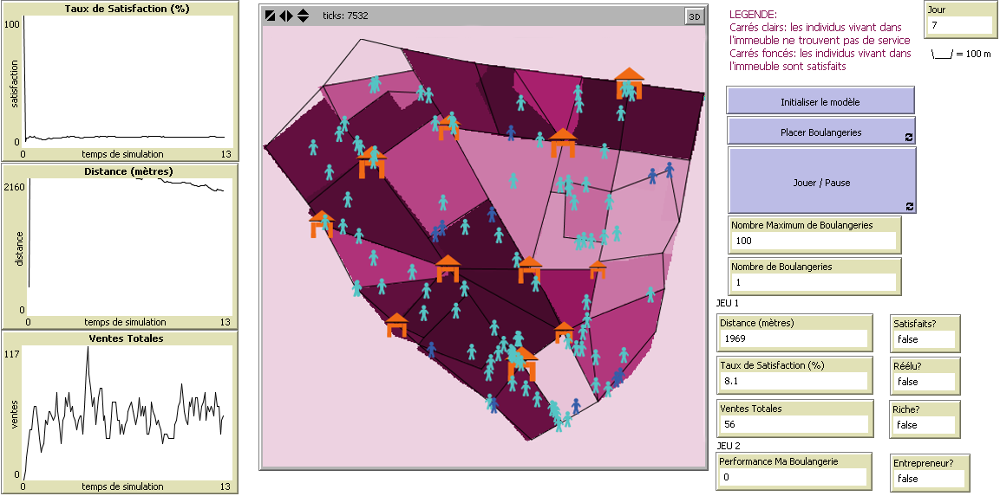 Taux de Satisfaction (%)
100
satisfaction
0
0
temps de simulation
13
Distance (mètres)
2160
distance
0
0
temps de simulation
13
Ventes Totales
117
ventes
0
0
temps de simulation
13
ticks: 7532
3D
LEGENDE:
Carrés clairs: les individus vivant dans
l'immeuble ne trouvent pas de service
Carrés foncés: les individus vivant dans
l'immeuble sont satisfaits
Jour
7
\___/ = 100 m
Initialiser le modèle
Placer Boulangeries
Jouer / Pause
Nombre Maximum de Boulangeries
100
Nombre de Boulangeries
1
JEU 1
Distance (mètres)
1969
Satisfaits?
false
Taux de Satisfaction (%)
8.1
Réélu?
false
Ventes Totales
56
Riche?
false
JEU 2
Performance Ma Boulangerie
0
Entrepreneur?
false